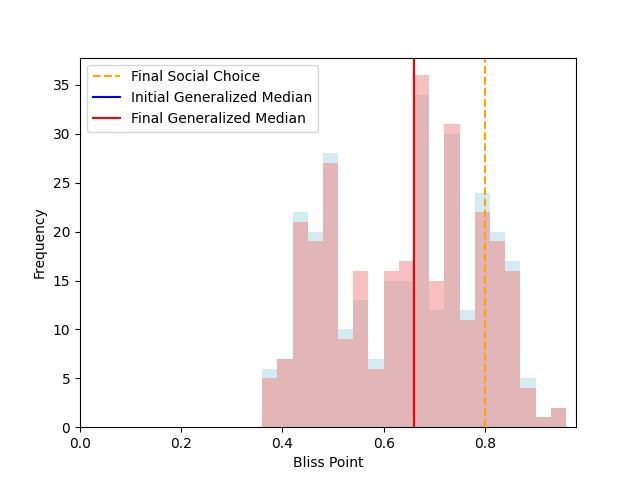 Final Social Choice
Initial Generalized Median
Final Generalized Median
35
30
25
20
15
10
5
0
Frequency
0.0 0.2 0.4 0.6 0.8
Bliss Point